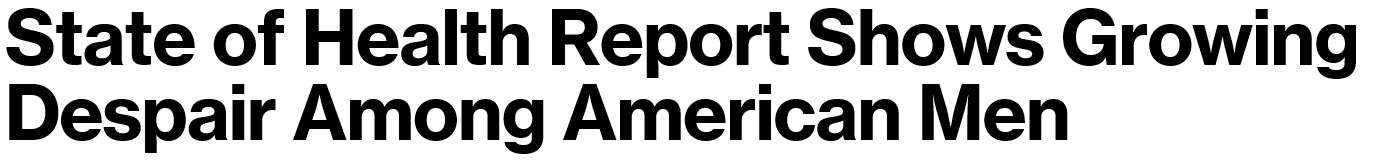 State of Health Report Shows Growing
Despair Among American Men